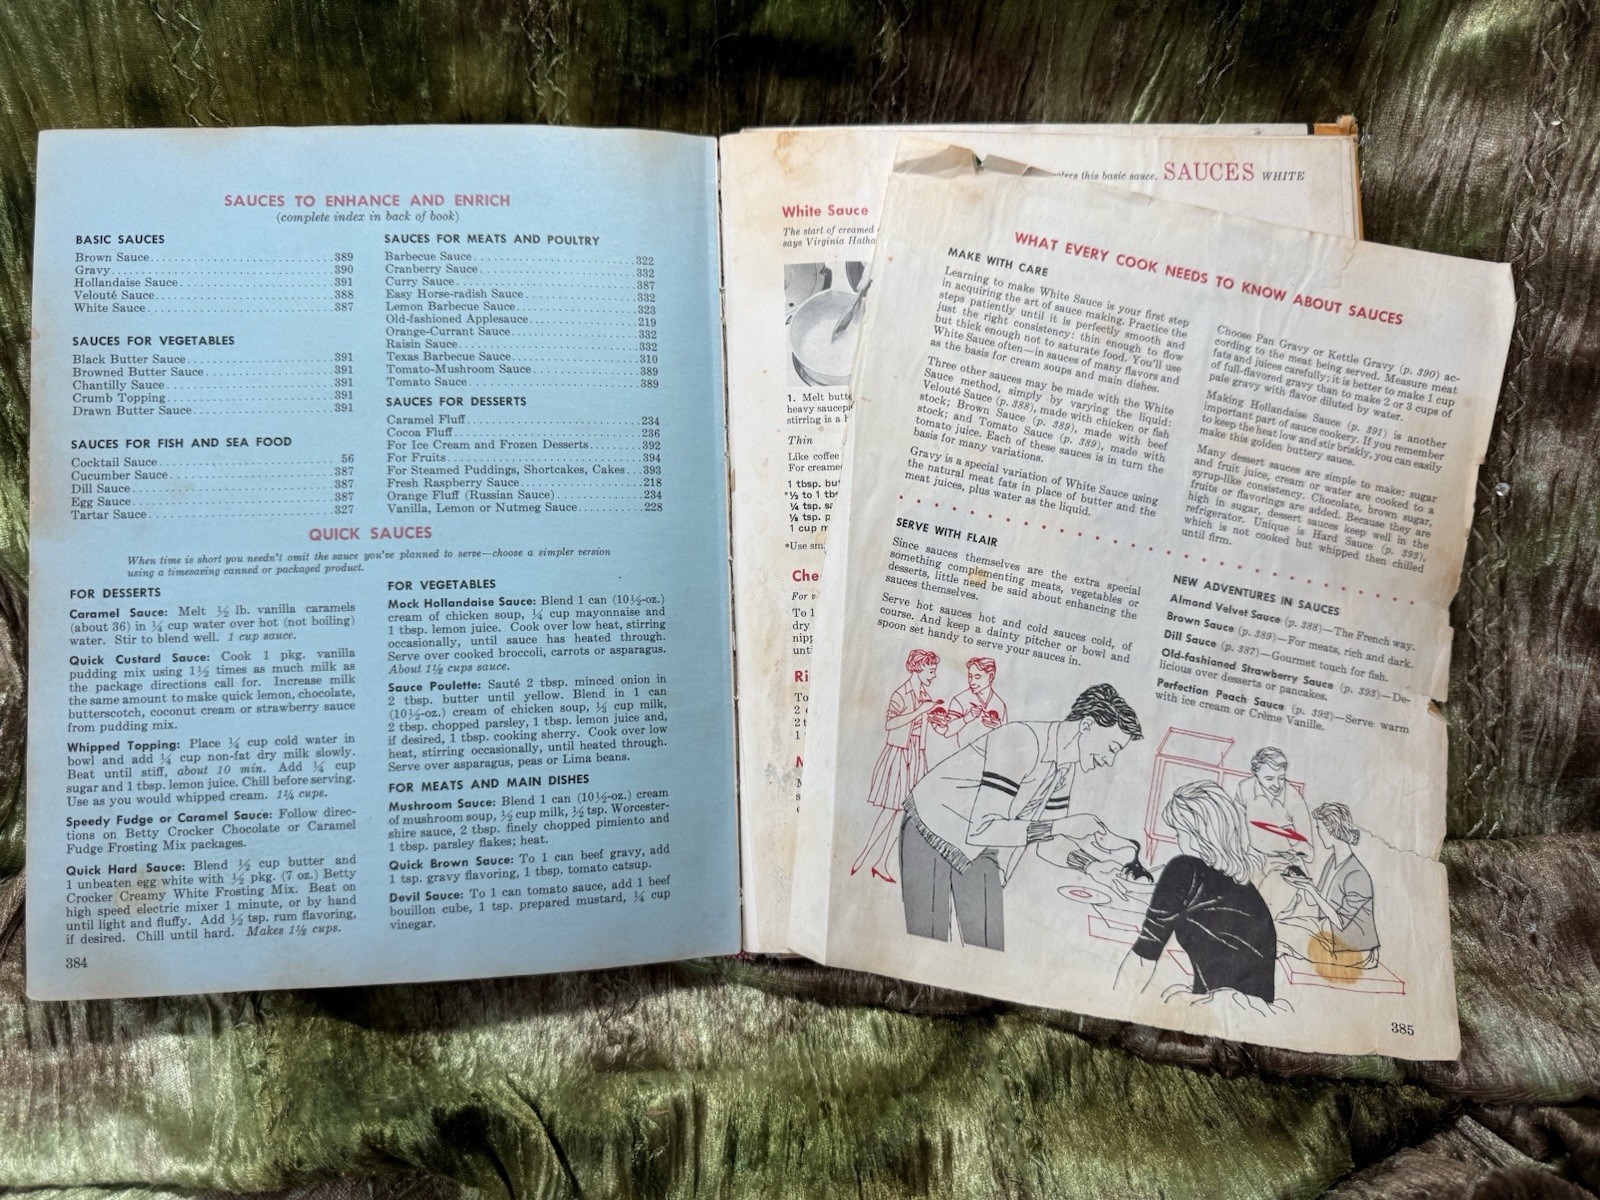 SAUCES TO ENHANCE AND ENRICH
(complete index in back of book)
BASIC SAUCES
Brown Sauce 389
Gravy 390
Hollandaise Sauce 391
Velouté Sauce 388
White Sauce 387
SAUCES FOR VEGETABLES
Black Butter Sauce 391
Browned Butter Sauce 391
Chantilly Sauce 391
Crumb Topping 391
Drawn Butter Sauce 391
SAUCES FOR FISH AND SEA FOOD
Cocktail Sauce 56
Cucumber Sauce 387
Dill Sauce 387
Egg Sauce 387
Tartar Sauce 327
SAUCES FOR MEATS AND POULTRY
Barbecue Sauce 322
Cranberry Sauce 332
Curry Sauce 387
Easy Horse-radish Sauce 332
Lemon Barbecue Sauce 323
Old-fashioned Applesauce 219
Orange-Currant Sauce 332
Raisin Sauce 332
Texas Barbecue Sauce 310
Tomato-Mushroom Sauce 389
Tomato Sauce 389
SAUCES FOR DESSERTS
Caramel Fluff 234
Cocoa Fluff 236
For Ice Cream and Frozen Desserts 392
For Fruits 394
For Steamed Puddings, Shortcakes, Cakes 393
Fresh Raspberry Sauce 218
Orange Fluff (Russian Sauce) 234
Vanilla, Lemon or Nutmeg Sauce 228
QUICK SAUCES
When time is short you needn't omit the sauce you've planned to serve—choose a simpler version
using a timesaving canned or packaged product.
FOR DESSERTS
Caramel Sauce: Melt ½ lb. vanilla caramels
(about 36) in ¼ cup water over hot (not boiling)
water. Stir to blend well. 1 cup sauce.
Quick Custard Sauce: Cook 1 pkg. vanilla
pudding mix using 1½ times as much milk as
the package directions call for. Increase milk
the same amount to make quick lemon, chocolate,
butterscotch, coconut cream or strawberry sauce
from pudding mix.
Whipped Topping: Place ¼ cup cold water in
bowl and add ¼ cup non-fat dry milk slowly.
Beat until stiff, about 10 min. Add ¼ cup
sugar and 1 tbsp. lemon juice. Chill before serving.
Use as you would whipped cream. 1¼ cups.
Speedy Fudge or Caramel Sauce: Follow direc-
tions on Betty Crocker Chocolate or Caramel
Fudge Frosting Mix packages.
Quick Hard Sauce: Blend ½ cup butter and
1 unbeaten egg white with ½ pkg. (7 oz.) Betty
Crocker Creamy White Frosting Mix. Beat on
high speed electric mixer 1 minute, or by hand
until light and fluffy. Add ½ tsp. rum flavoring,
if desired. Chill until hard. Makes 1⅓ cups.
FOR VEGETABLES
Mock Hollandaise Sauce: Blend 1 can (10½-oz.)
cream of chicken soup, ¼ cup mayonnaise and
1 tbsp. lemon juice. Cook over low heat, stirring
occasionally, until sauce has heated through.
Serve over cooked broccoli, carrots or asparagus.
About 1⅓ cups sauce.
Sauce Poulette: Sauté 2 tbsp. minced onion in
2 tbsp. butter until yellow. Blend in 1 can
(10½-oz.) cream of chicken soup, ⅓ cup milk,
2 tbsp. chopped parsley, 1 tbsp. lemon juice and,
if desired, 1 tbsp. cooking sherry. Cook over low
heat, stirring occasionally, until heated through.
Serve over asparagus, peas or Lima beans.
FOR MEATS AND MAIN DISHES
Mushroom Sauce: Blend 1 can (10½-oz.) cream
of mushroom soup, ½ cup milk, ½ tsp. Worcester-
shire sauce, 2 tbsp. finely chopped pimiento and
1 tbsp. parsley flakes; heat.
Quick Brown Sauce: To 1 can beef gravy, add
1 tsp. gravy flavoring, 1 tbsp. tomato catsup.
Devil Sauce: To 1 can tomato sauce, add 1 beef
bouillon cube, 1 tsp. prepared mustard, ¼ cup
vinegar.
384
this basic sauce. SAUCES WHITE
White Sauce
The start of creamed
says Virginia
1. Melt
heavy
stirring is a
Thin
Like coffee
For
1 tbsp.
*⅓ to 1
¼ tsp.
⅛ tsp.
1 cup
*Use
To 1
dry
To
2
2
1
WHAT EVERY COOK NEEDS TO KNOW ABOUT SAUCES
MAKE WITH CARE
Learning to make White Sauce is your first step
in acquiring the art of sauce making. Practice the
steps patiently until it is perfectly smooth and
just the right consistency: thin enough to flow
but thick enough not to saturate food. You'll use
White Sauce often—in sauces of many flavors and
as the basis for cream soups and main dishes.
Three other sauces may be made with the White
Sauce method, simply by varying the liquid:
Velouté Sauce (p. 388), made with chicken or fish
stock; Brown Sauce (p. 389), made with beef
stock; and Tomato Sauce (p. 389), made with
tomato juice. Each of these sauces is in turn the
basis for many variations.
Gravy is a special variation of White Sauce using
the natural meat fats in place of butter and the
meat juices, plus water as the liquid.
Choose Pan Gravy or Kettle Gravy (p. 390) ac-
cording to the meat being served. Measure meat
fats and juices carefully; it is better to make 1 cup
of full-flavored gravy than to make 2 or 3 cups of
pale gravy with flavor diluted by water.
Making Hollandaise Sauce (p. 391) is another
important part of sauce cookery. If you remember
to keep the heat low and stir briskly, you can easily
make this golden buttery sauce.
Many dessert sauces are simple to make: sugar
and fruit juice, cream or water are cooked to a
syrup-like consistency. Chocolate, brown sugar,
fruits or flavorings are added. Because they are
high in sugar, dessert sauces keep well in the
refrigerator. Unique is Hard Sauce (p. 393),
which is not cooked but whipped then chilled
until firm.
SERVE WITH FLAIR
Since sauces themselves are the extra special
something complementing meats, vegetables or
desserts, little need be said about enhancing the
sauces themselves.
Serve hot sauces hot and cold sauces cold, of
course. And keep a dainty pitcher or bowl and
spoon set handy to serve your sauces in.
NEW ADVENTURES IN SAUCES
Almond Velvet Sauce (p. 388)—The French way.
Brown Sauce (p. 389)—For meats, rich and dark.
Dill Sauce (p. 387)—Gourmet touch for fish.
Old-fashioned Strawberry Sauce (p. 393)—De-
licious over desserts or pancakes.
Perfection Peach Sauce (p. 392)—Serve warm
with ice cream or Crème Vanille.
385